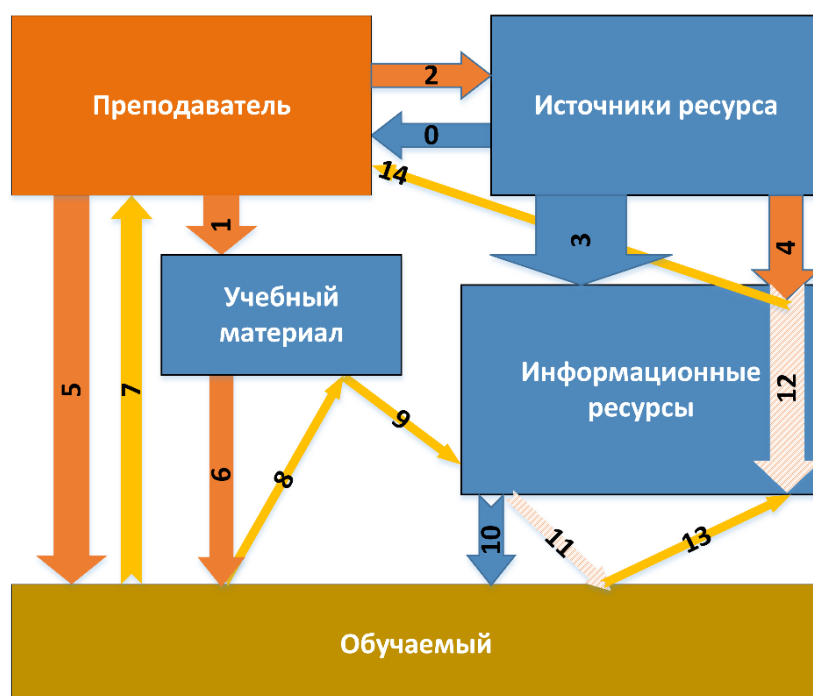 Преподаватель
2
Источники ресурса
0
14
1
3
4
Учебный
материал
5
7
6
8
9
Информационные
ресурсы
12
10
11
13
Обучаемый